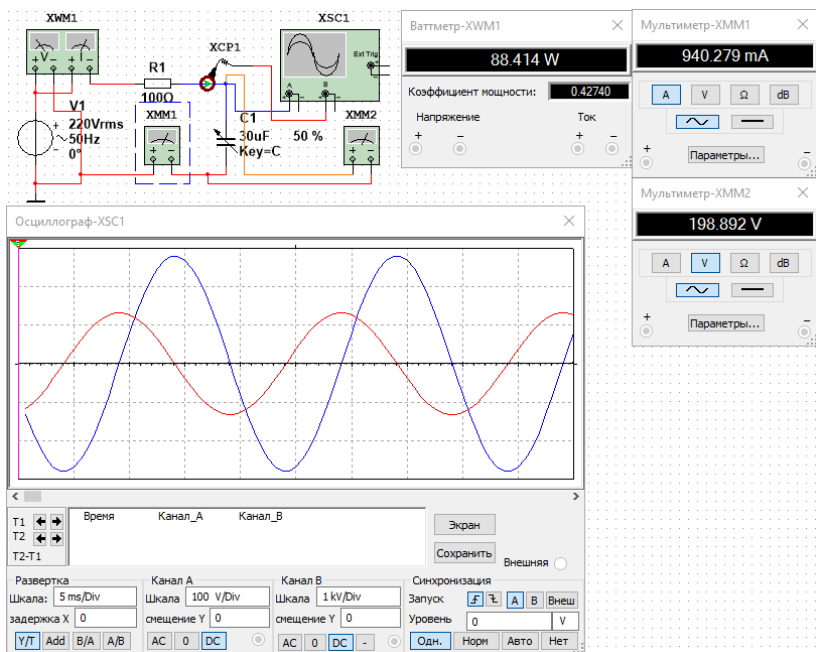 XWM1
V I
XSC1
Ext Trig
A B
XCP1
R1
100Ω
V1
220Vrms
50Hz
0°
XMM1
C1
30uF 50 %
Key=C
XMM2
Ваттметр-XWM1
88.414 W
Коэффициент мощности: 0.42740
Напряжение Ток
+ − + −
Мультиметр-XMM1
940.279 mA
A V Ω dB
Параметры...
Мультиметр-XMM2
198.892 V
A V Ω dB
Параметры...
Осциллограф-XSC1
Время Канал_A Канал_B
T1
T2
T2-T1
Экран
Сохранить
Внешняя
Развертка
Шкала: 5 ms/Div
задержка X 0
Y/T Add B/A A/B
Канал A
Шкала 100 V/Div
смещение Y 0
AC 0 DC
Канал B
Шкала 1 kV/Div
смещение Y 0
AC 0 DC -
Синхронизация
Запуск A B Внеш
Уровень 0 V
Одн. Норм Авто Нет